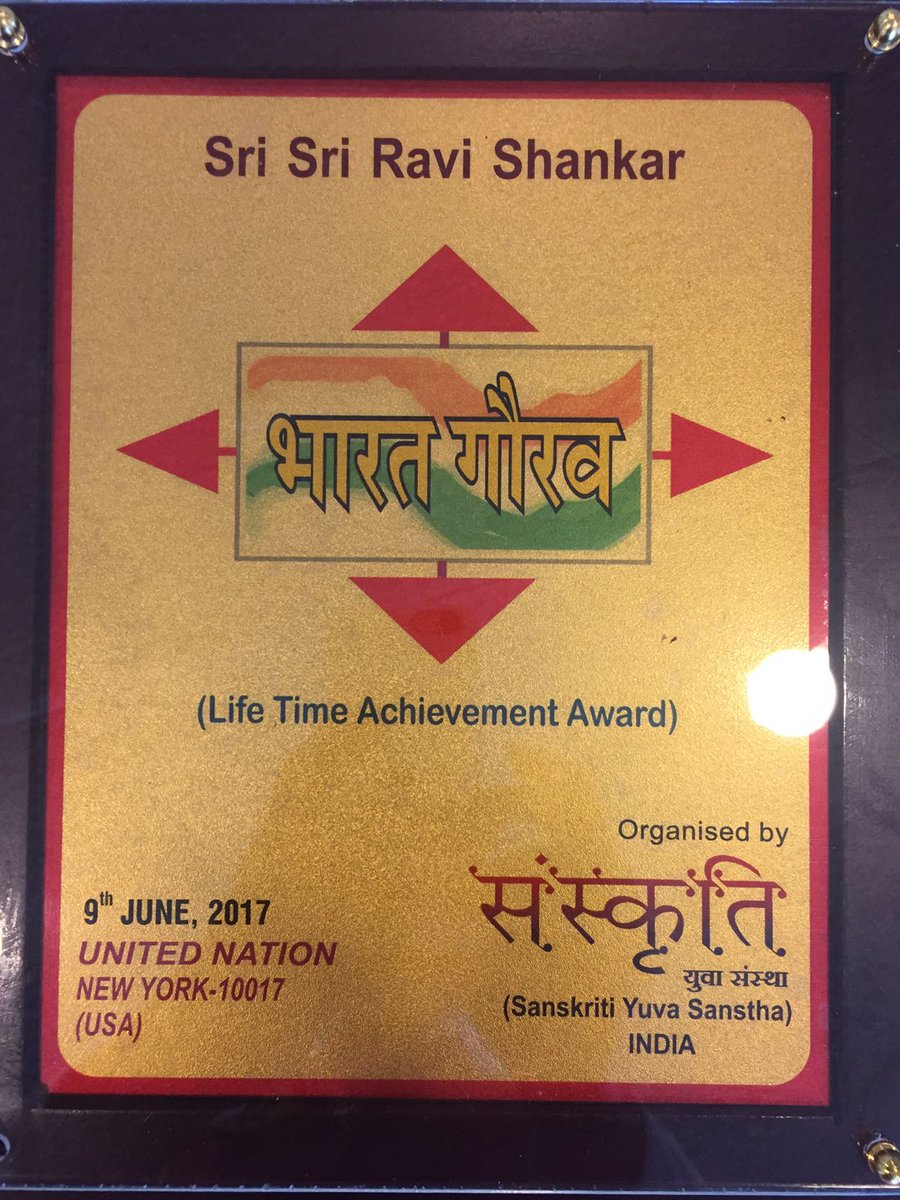 Sri Sri Ravi Shankar
भारत गौरव
(Life Time Achievement Award)
Organised by
संस्कृति
युवा संस्था
(Sanskriti Yuva Sanstha)
INDIA
9th JUNE, 2017
UNITED NATION
NEW YORK-10017
(USA)